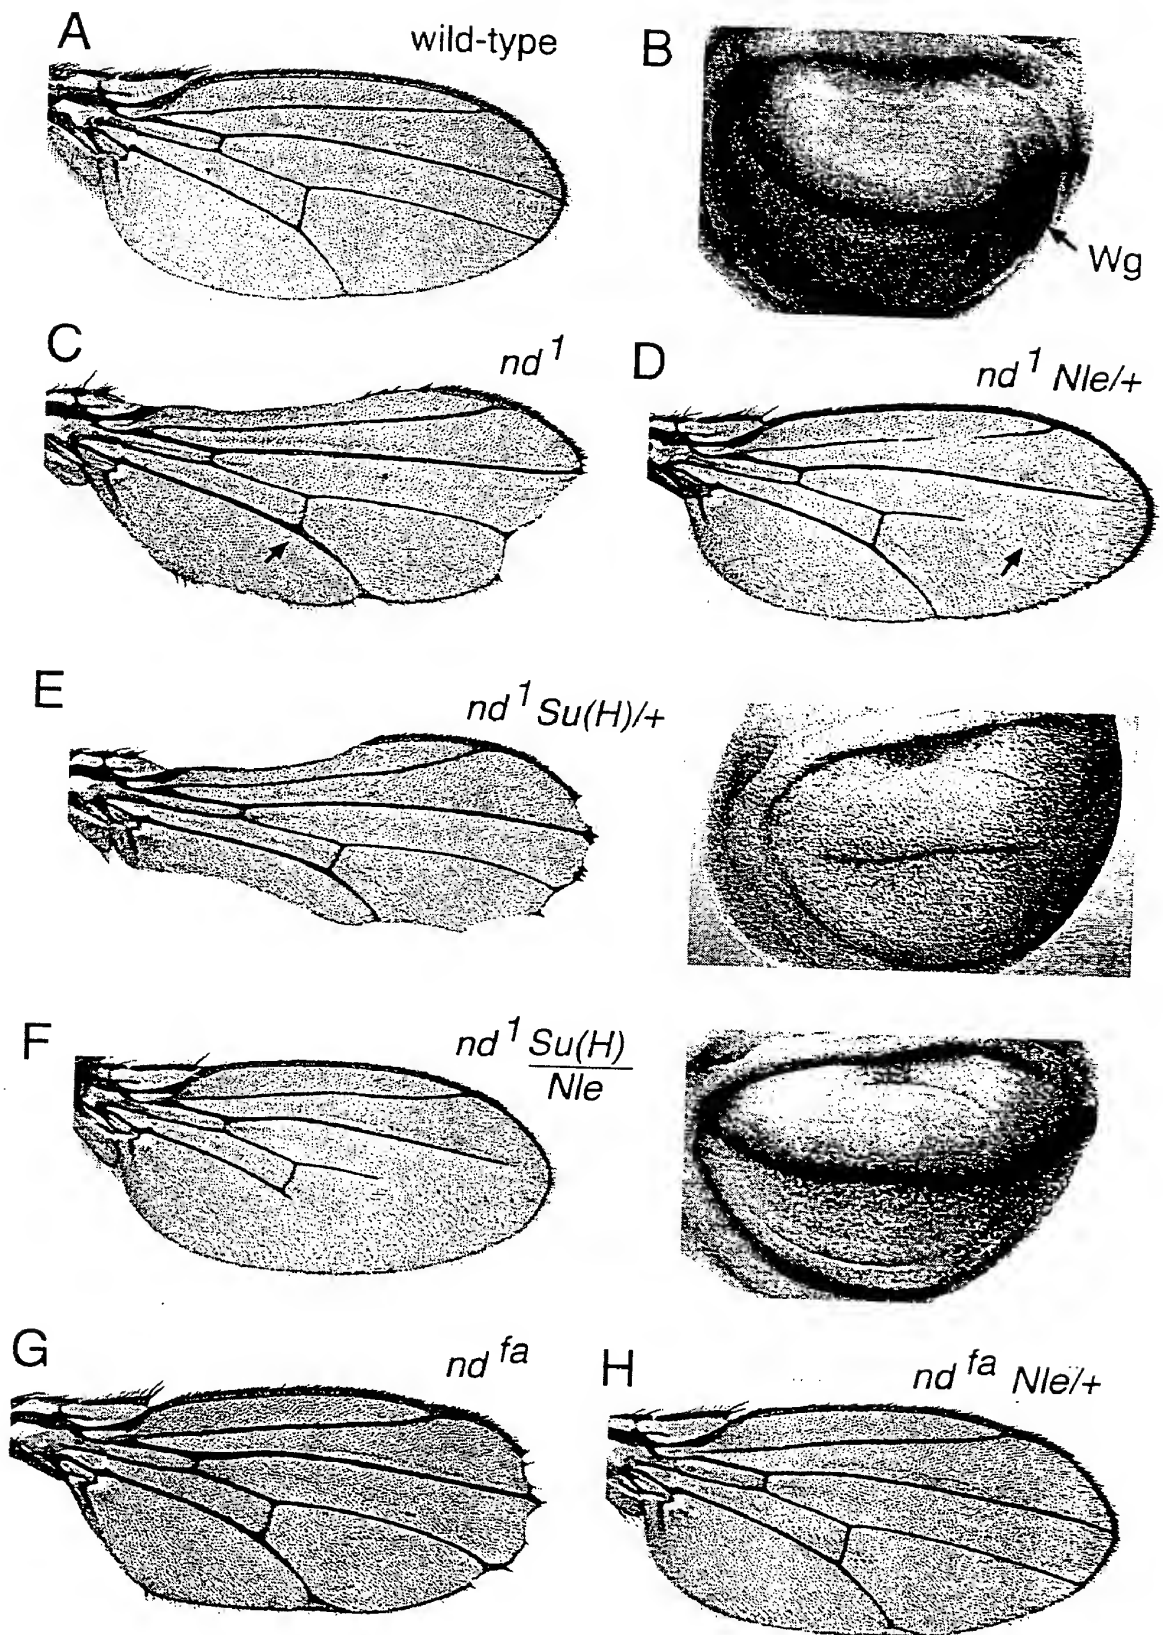 A
wild-type
B
Wg
C
nd 1
D
nd 1 Nle/+
E
nd 1 Su(H)/+
F
nd 1 Su(H)
Nle
G
nd fa
H
nd fa Nle/+